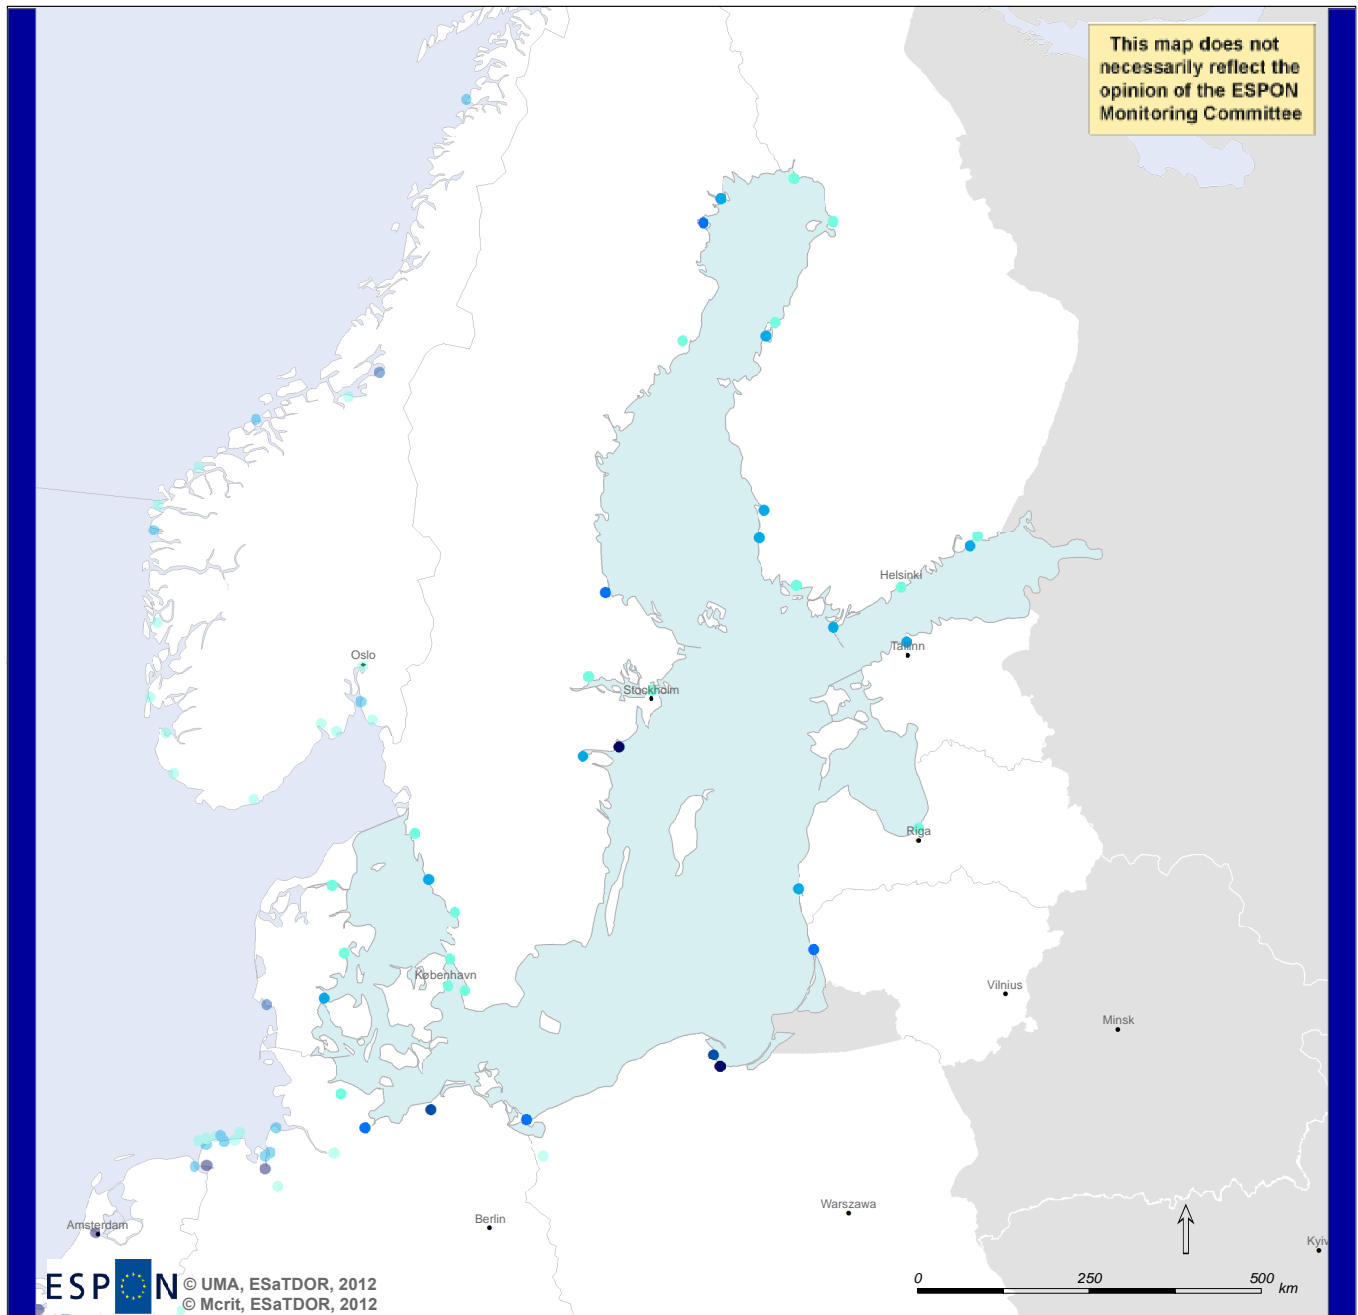 This map does not
necessarily reflect the
opinion of the ESPON
Monitoring Committee
Helsinki
Tallinn
Oslo
Stockholm
Riga
København
Vilnius
Minsk
Warszawa
Berlin
Amsterdam
Kyiv
ESPON
© UMA, ESaTDOR, 2012
© Mcrit, ESaTDOR, 2012
0 250 500 km